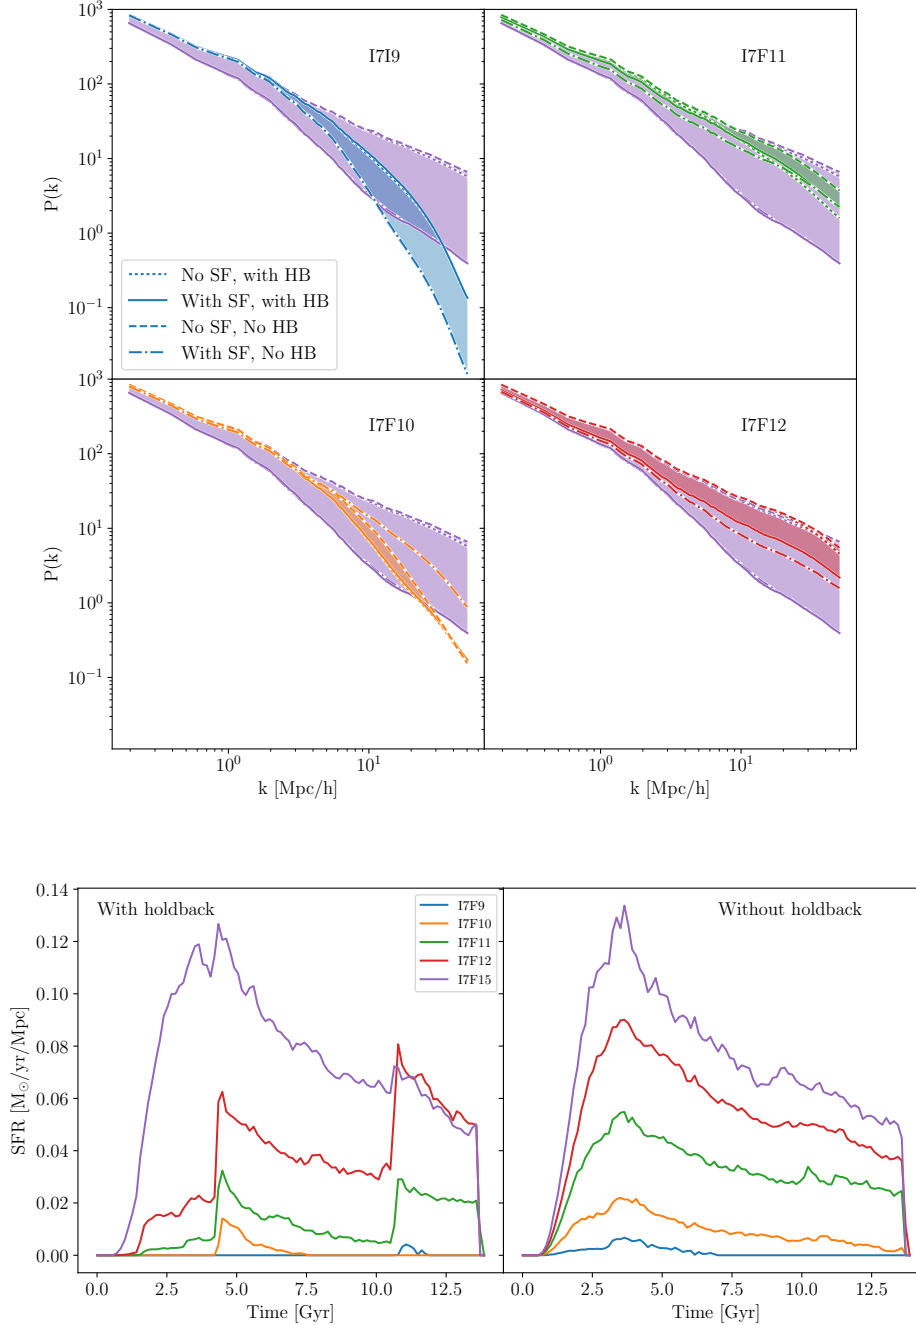 I7I9
I7F11
P(k)
10³
10²
10¹
10⁰
10⁻¹
No SF, with HB
With SF, with HB
No SF, No HB
With SF, No HB
I7F10
I7F12
P(k)
10³
10²
10¹
10⁰
10⁻¹
10⁰ 10¹ 10⁰ 10¹
k [Mpc/h] k [Mpc/h]
With holdback
Without holdback
I7F9
I7F10
I7F11
I7F12
I7F15
SFR [M☉/yr/Mpc]
0.14
0.12
0.10
0.08
0.06
0.04
0.02
0.00
0.0 2.5 5.0 7.5 10.0 12.5 0.0 2.5 5.0 7.5 10.0 12.5
Time [Gyr] Time [Gyr]